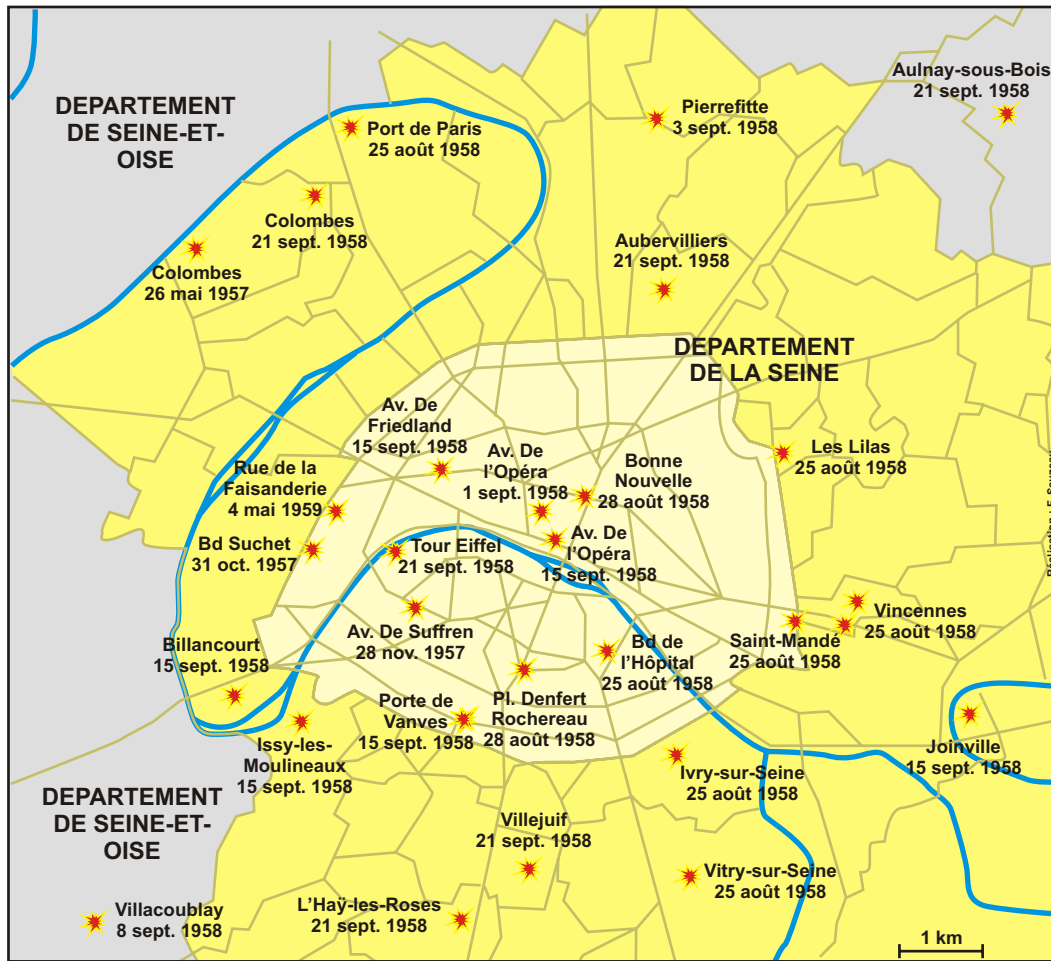 Aulnay-sous-Bois
21 sept. 1958
DEPARTEMENT
DE SEINE-ET-
OISE
Port de Paris
25 août 1958
Pierrefitte
3 sept. 1958
Colombes
21 sept. 1958
Colombes
26 mai 1957
Aubervilliers
21 sept. 1958
DEPARTEMENT
DE LA SEINE
Av. De
Friedland
15 sept. 1958
Av. De
l'Opéra
1 sept. 1958
Bonne
Nouvelle
28 août 1958
Les Lilas
25 août 1958
Rue de la
Faisanderie
4 mai 1959
Bd Suchet
31 oct. 1957
Tour Eiffel
21 sept. 1958
Av. De
l'Opéra
15 sept. 1958
Av. De Suffren
28 nov. 1957
Vincennes
25 août 1958
Saint-Mandé
25 août 1958
Bd de
l'Hôpital
25 août 1958
Billancourt
15 sept. 1958
Porte de
Vanves
15 sept. 1958
Pl. Denfert
Rochereau
28 août 1958
Issy-les-
Moulineaux
15 sept. 1958
Joinville
15 sept. 1958
Ivry-sur-Seine
25 août 1958
DEPARTEMENT
DE SEINE-ET-
OISE
Villejuif
21 sept. 1958
Vitry-sur-Seine
25 août 1958
Villacoublay
8 sept. 1958
L'Haÿ-les-Roses
21 sept. 1958
1 km